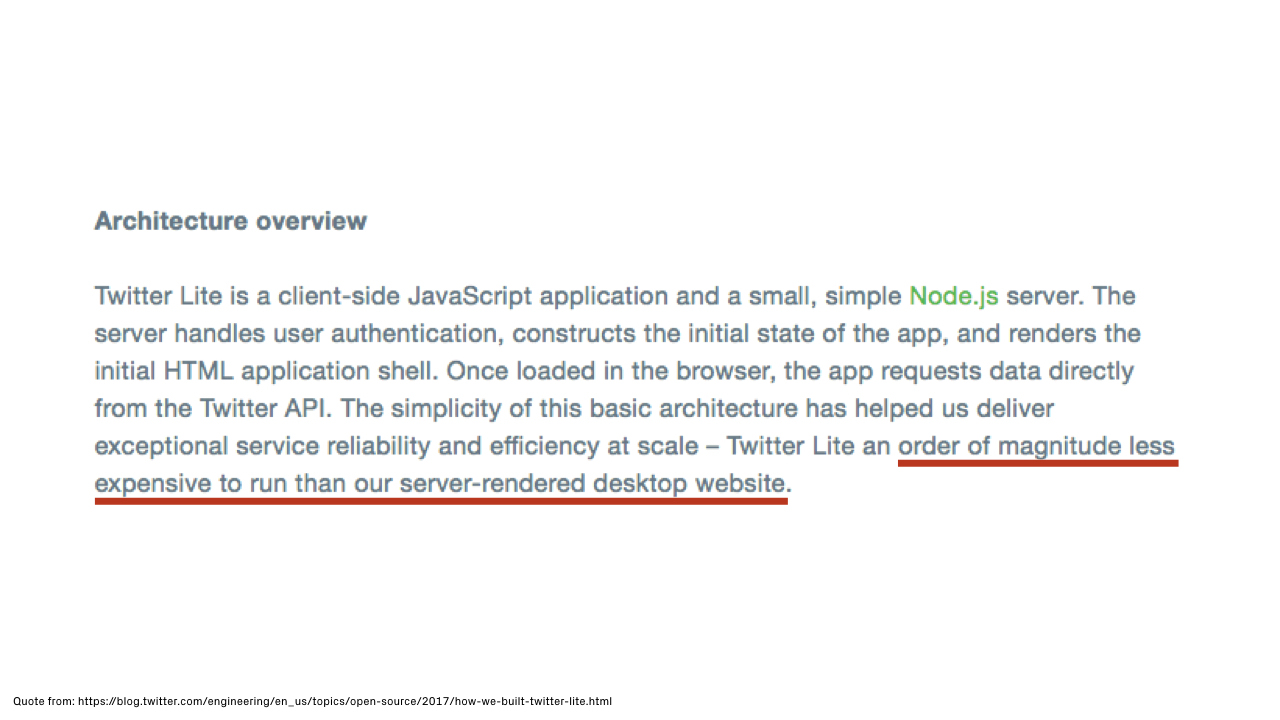 Architecture overview
Twitter Lite is a client-side JavaScript application and a small, simple Node.js server. The
server handles user authentication, constructs the initial state of the app, and renders the
initial HTML application shell. Once loaded in the browser, the app requests data directly
from the Twitter API. The simplicity of this basic architecture has helped us deliver
exceptional service reliability and efficiency at scale – Twitter Lite an order of magnitude less
expensive to run than our server-rendered desktop website.
Quote from: https://blog.twitter.com/engineering/en_us/topics/open-source/2017/how-we-built-twitter-lite.html